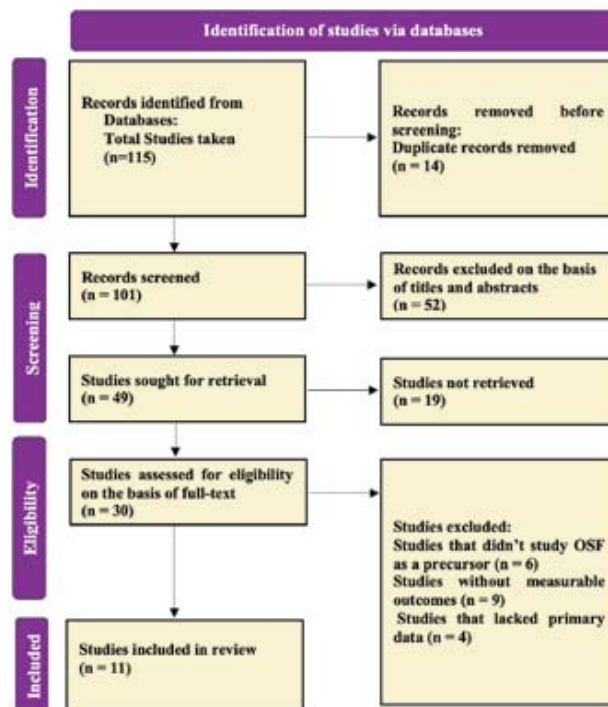 Identification of studies via databases
Identification
Records identified from
Databases:
Total Studies taken
(n=115)
Records removed before
screening:
Duplicate records removed
(n = 14)
Screening
Records screened
(n = 101)
Records excluded on the basis
of titles and abstracts
(n = 52)
Studies sought for retrieval
(n = 49)
Studies not retrieved
(n = 19)
Eligibility
Studies assessed for eligibility
on the basis of full-text
(n = 30)
Studies excluded:
Studies that didn't study OSF
as a precursor (n = 6)
Studies without measurable
outcomes (n = 9)
Studies that lacked primary
data (n = 4)
Included
Studies included in review
(n = 11)